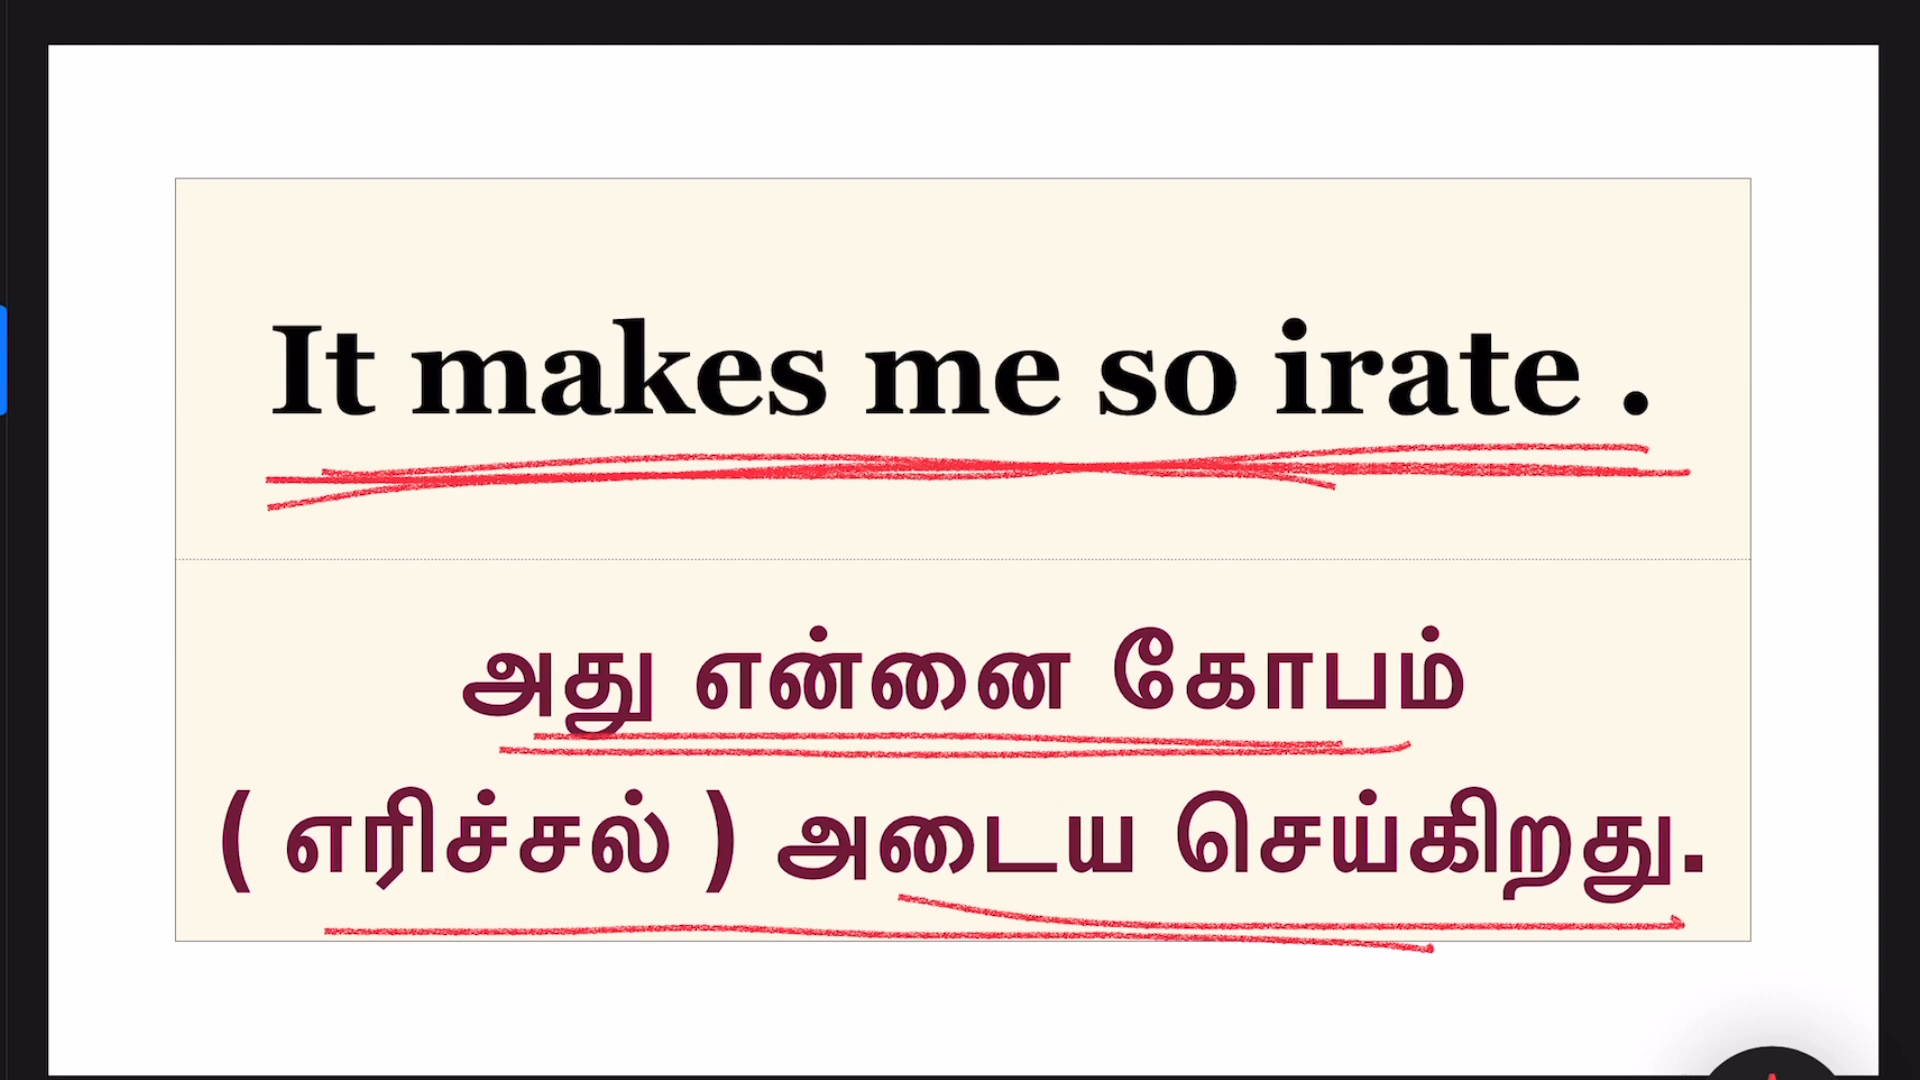 It makes me so irate .
அது என்னை கோபம்
( எரிச்சல் ) அடைய செய்கிறது.